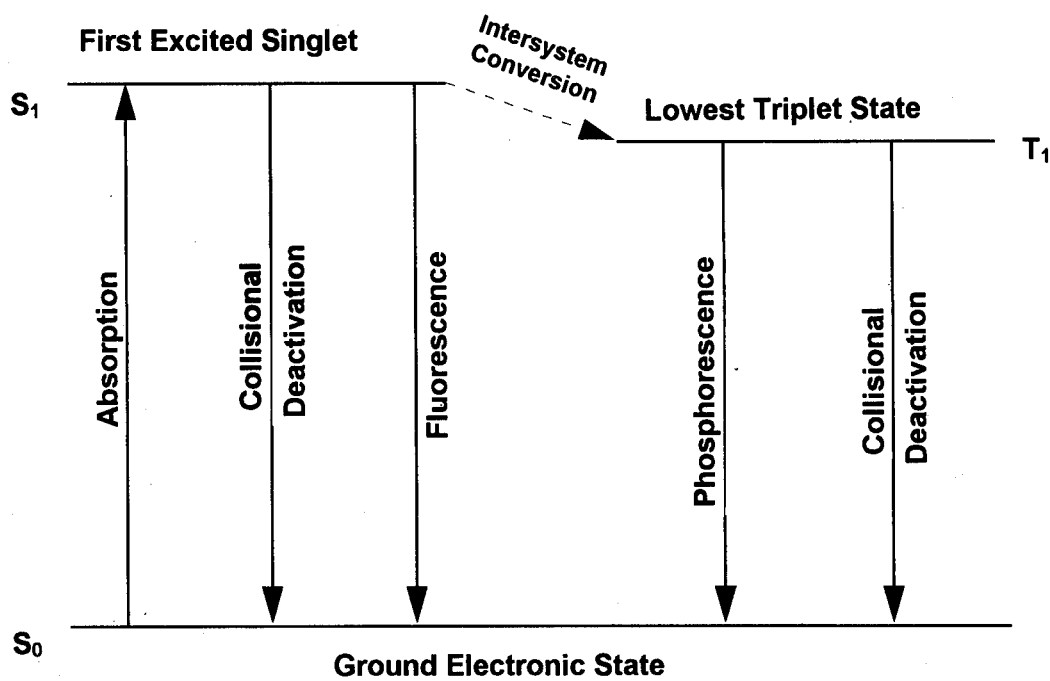 First Excited Singlet
Intersystem
Conversion
S₁
Lowest Triplet State
T₁
Absorption
Collisional
Deactivation
Fluorescence
Phosphorescence
Collisional
Deactivation
S₀
Ground Electronic State